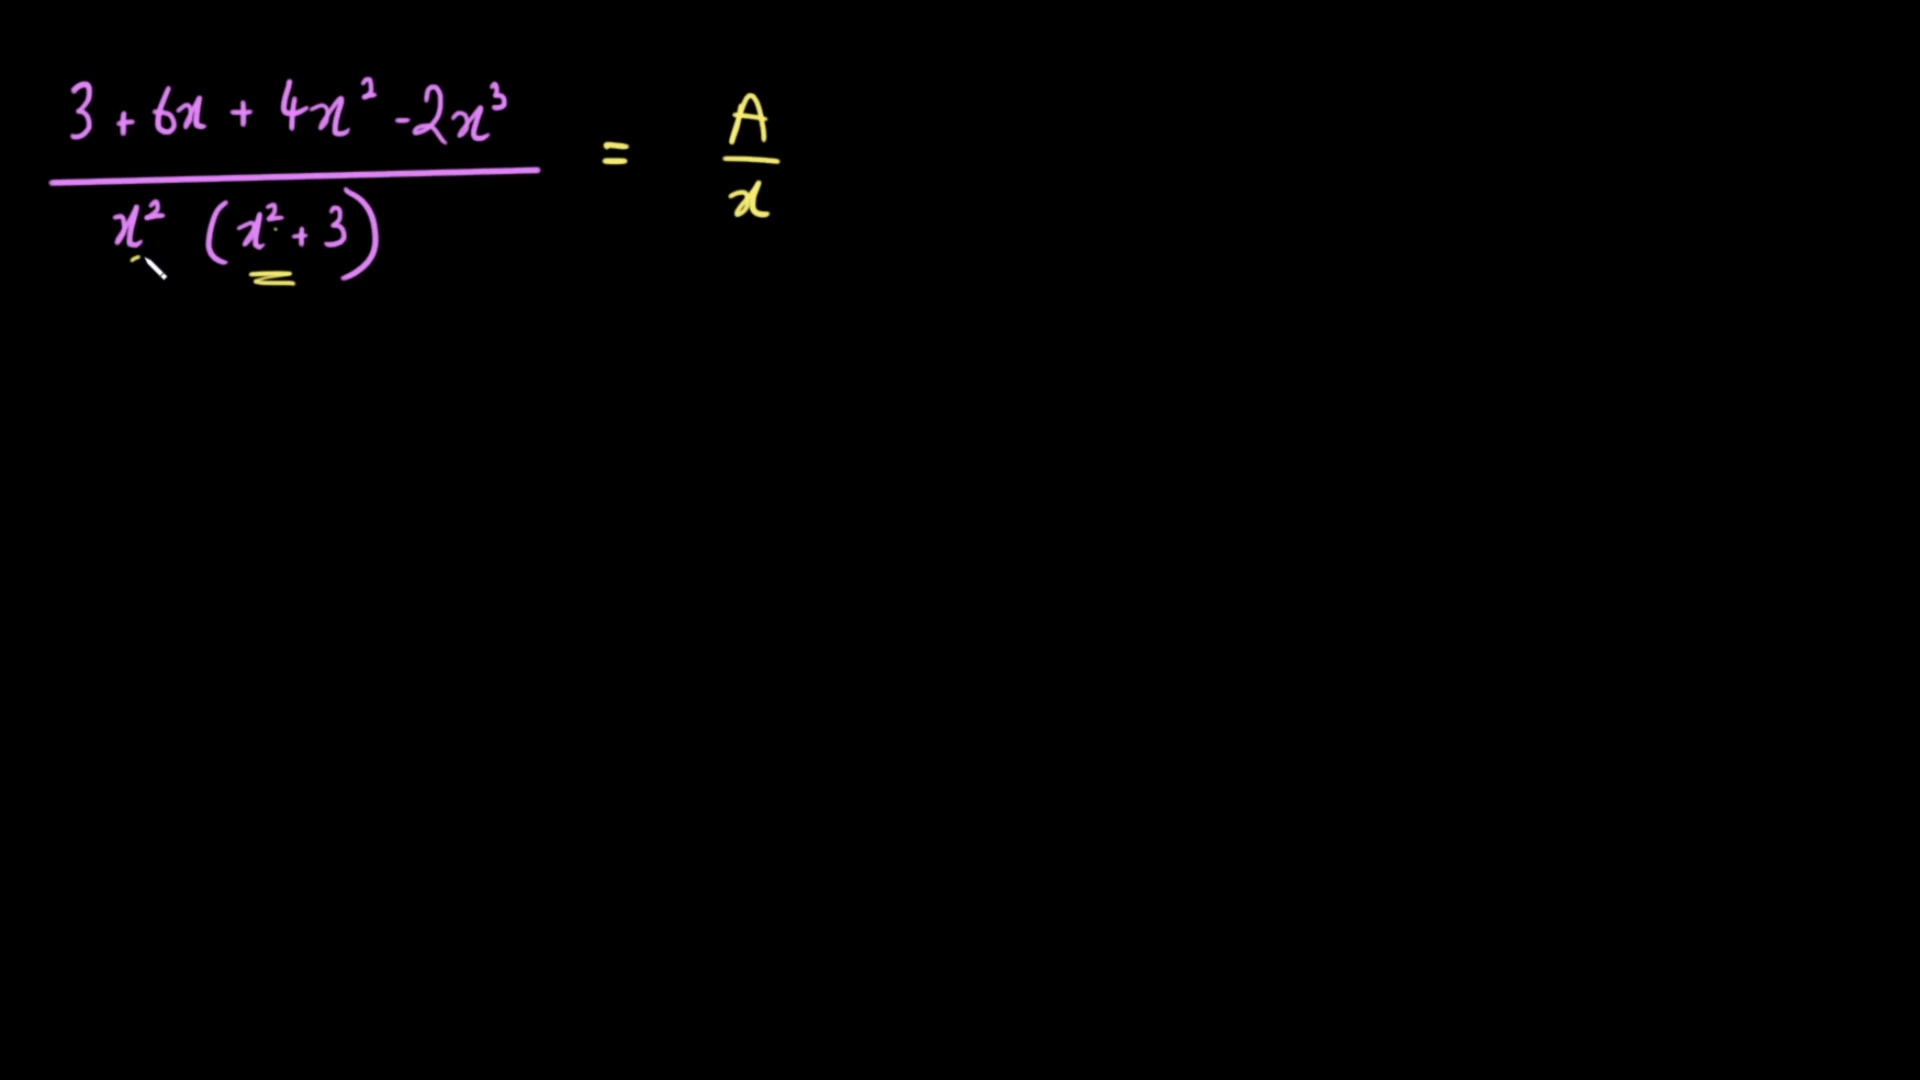 3 + 6x + 4x² - 2x³ = A
x² (x² + 3) x